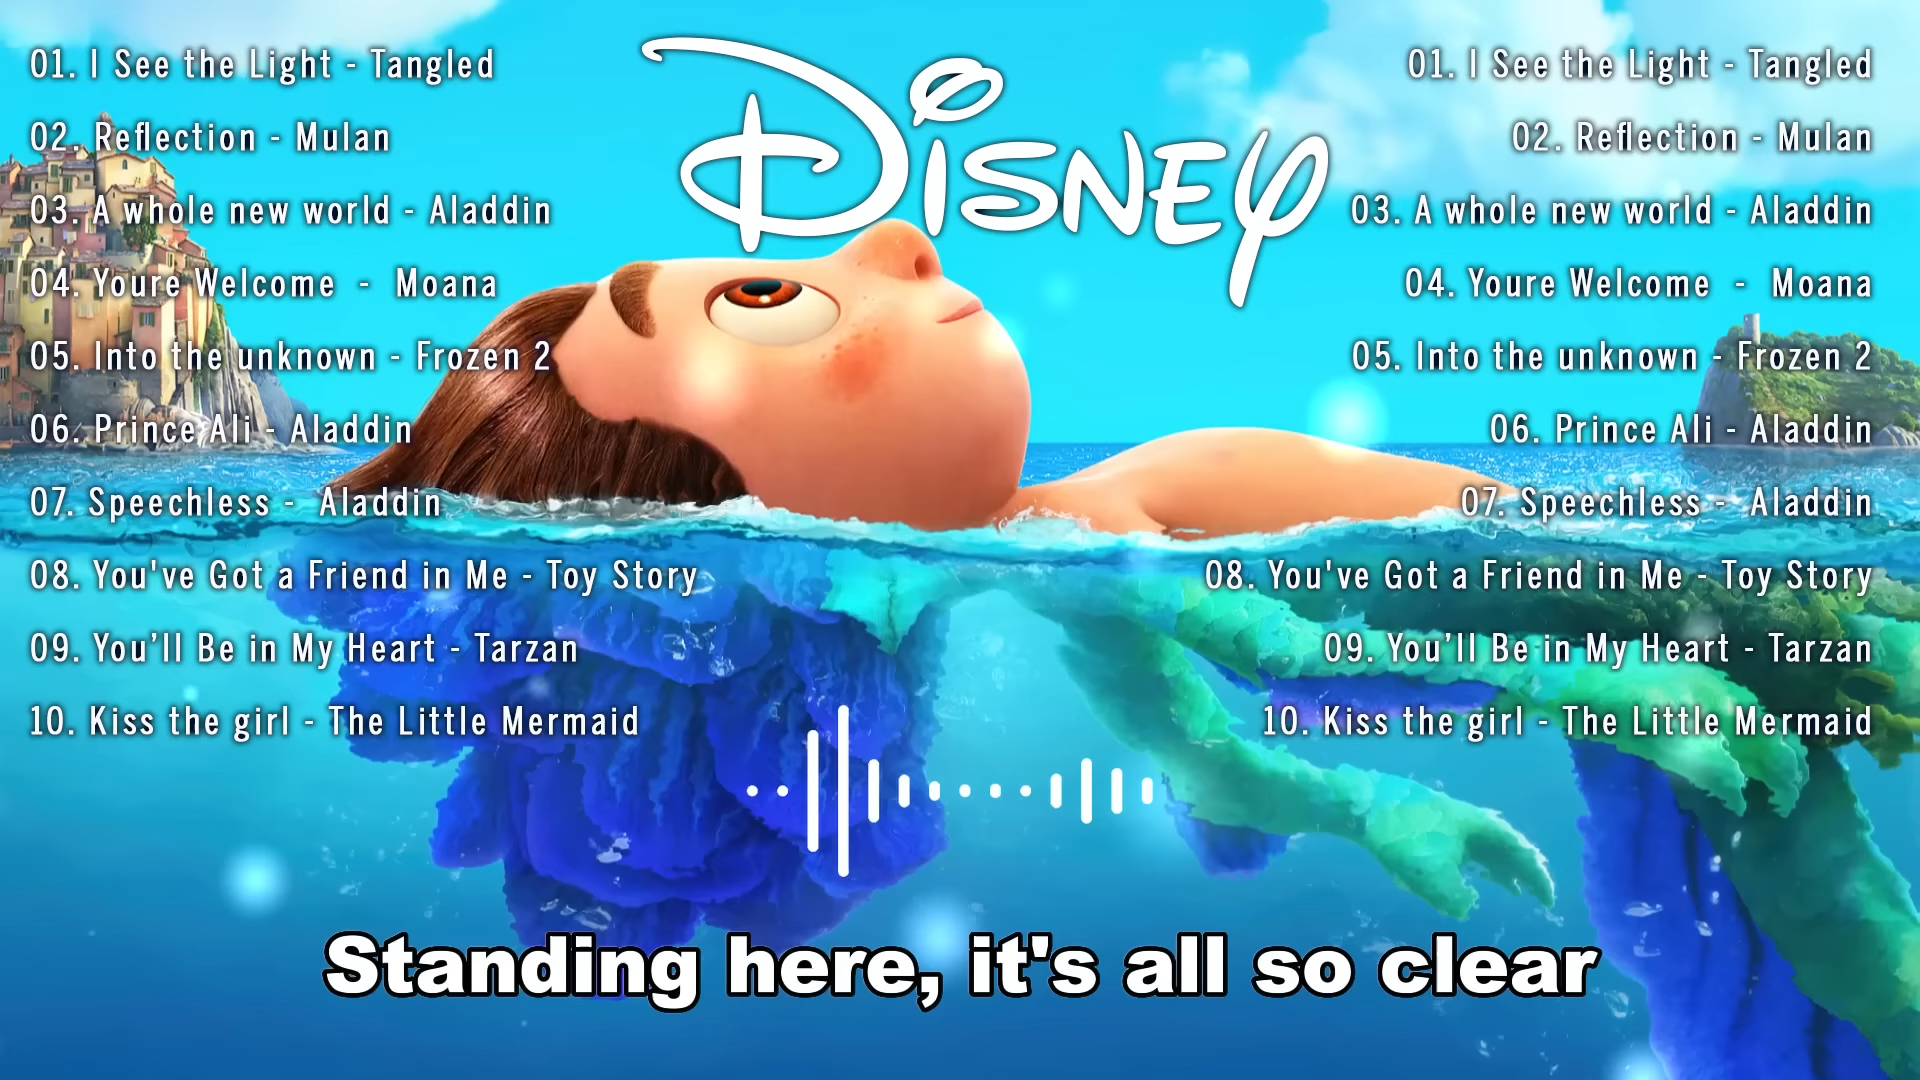 Disney
01. I See the Light - Tangled
02. Reflection - Mulan
03. A whole new world - Aladdin
04. Youre Welcome - Moana
05. Into the unknown - Frozen 2
06. Prince Ali - Aladdin
07. Speechless - Aladdin
08. You've Got a Friend in Me - Toy Story
09. You’ll Be in My Heart - Tarzan
10. Kiss the girl - The Little Mermaid
01. I See the Light - Tangled
02. Reflection - Mulan
03. A whole new world - Aladdin
04. Youre Welcome - Moana
05. Into the unknown - Frozen 2
06. Prince Ali - Aladdin
07. Speechless - Aladdin
08. You've Got a Friend in Me - Toy Story
09. You’ll Be in My Heart - Tarzan
10. Kiss the girl - The Little Mermaid
Standing here, it's all so clear